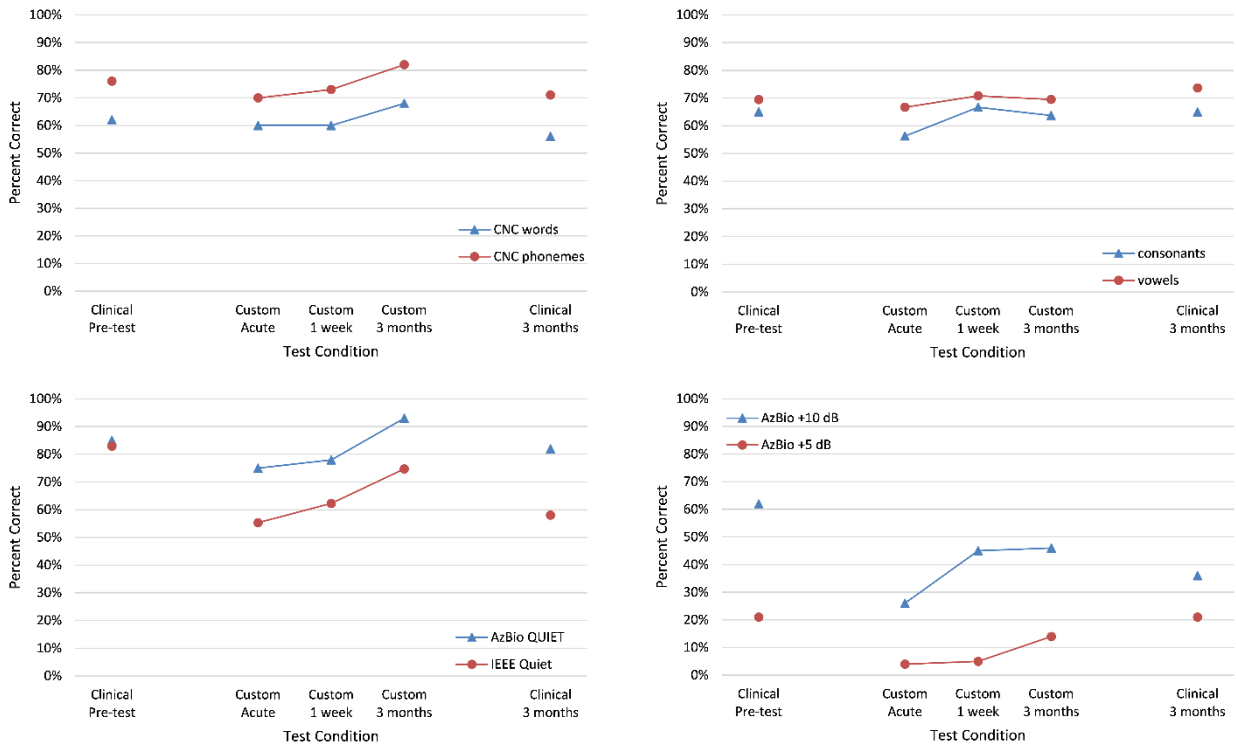 100%
90%
80%
70%
60%
50%
40%
30%
20%
10%
0%
Percent Correct
CNC words
CNC phonemes
Clinical Pre-test
Custom Acute
Custom 1 week
Custom 3 months
Clinical 3 months
Test Condition
100%
90%
80%
70%
60%
50%
40%
30%
20%
10%
0%
Percent Correct
consonants
vowels
Clinical Pre-test
Custom Acute
Custom 1 week
Custom 3 months
Clinical 3 months
Test Condition
100%
90%
80%
70%
60%
50%
40%
30%
20%
10%
0%
Percent Correct
AzBio QUIET
IEEE Quiet
Clinical Pre-test
Custom Acute
Custom 1 week
Custom 3 months
Clinical 3 months
Test Condition
100%
90%
80%
70%
60%
50%
40%
30%
20%
10%
0%
Percent Correct
AzBio +10 dB
AzBio +5 dB
Clinical Pre-test
Custom Acute
Custom 1 week
Custom 3 months
Clinical 3 months
Test Condition